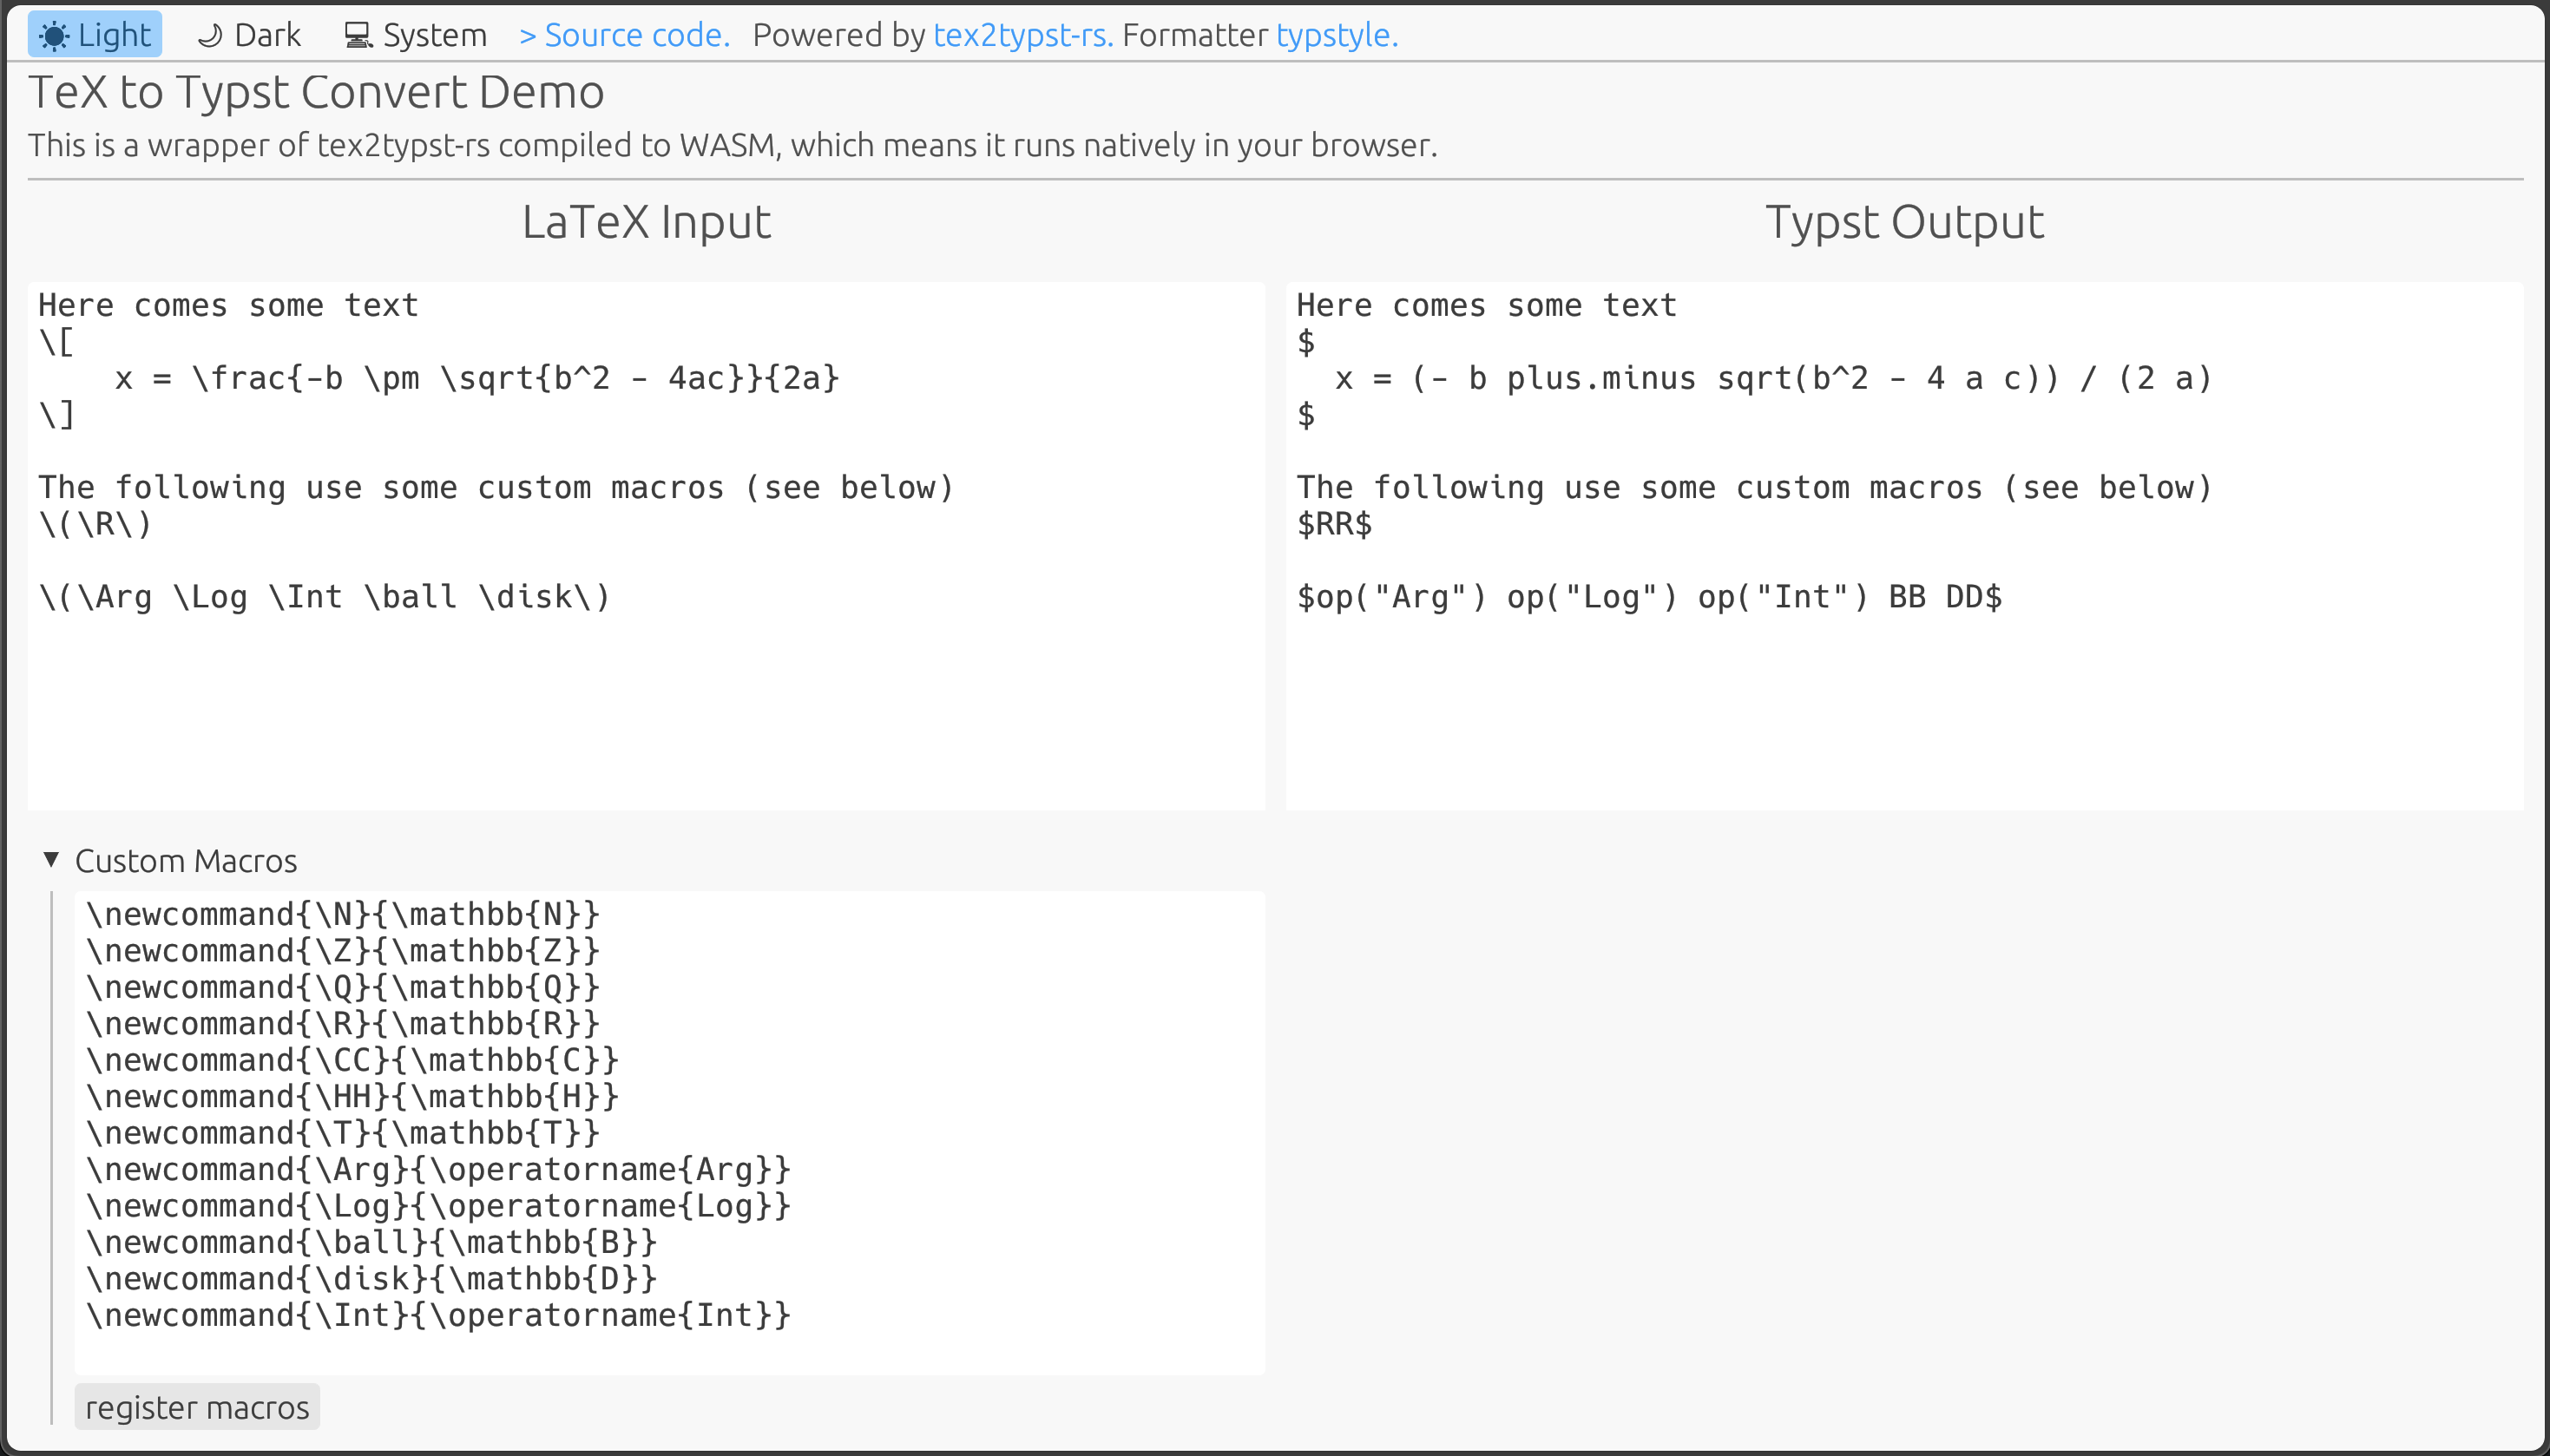 Light Dark System > Source code. Powered by tex2typst-rs. Formatter typstyle.
TeX to Typst Convert Demo
This is a wrapper of tex2typst-rs compiled to WASM, which means it runs natively in your browser.
LaTeX Input
Here comes some text
\[
    x = \frac{-b \pm \sqrt{b^2 - 4ac}}{2a}
\]

The following use some custom macros (see below)
\(\R\)

\(\Arg \Log \Int \ball \disk\)
Typst Output
Here comes some text
$
  x = (- b plus.minus sqrt(b^2 - 4 a c)) / (2 a)
$

The following use some custom macros (see below)
$RR$

$op("Arg") op("Log") op("Int") BB DD$
Custom Macros
\newcommand{\N}{\mathbb{N}}
\newcommand{\Z}{\mathbb{Z}}
\newcommand{\Q}{\mathbb{Q}}
\newcommand{\R}{\mathbb{R}}
\newcommand{\CC}{\mathbb{C}}
\newcommand{\HH}{\mathbb{H}}
\newcommand{\T}{\mathbb{T}}
\newcommand{\Arg}{\operatorname{Arg}}
\newcommand{\Log}{\operatorname{Log}}
\newcommand{\ball}{\mathbb{B}}
\newcommand{\disk}{\mathbb{D}}
\newcommand{\Int}{\operatorname{Int}}
register macros